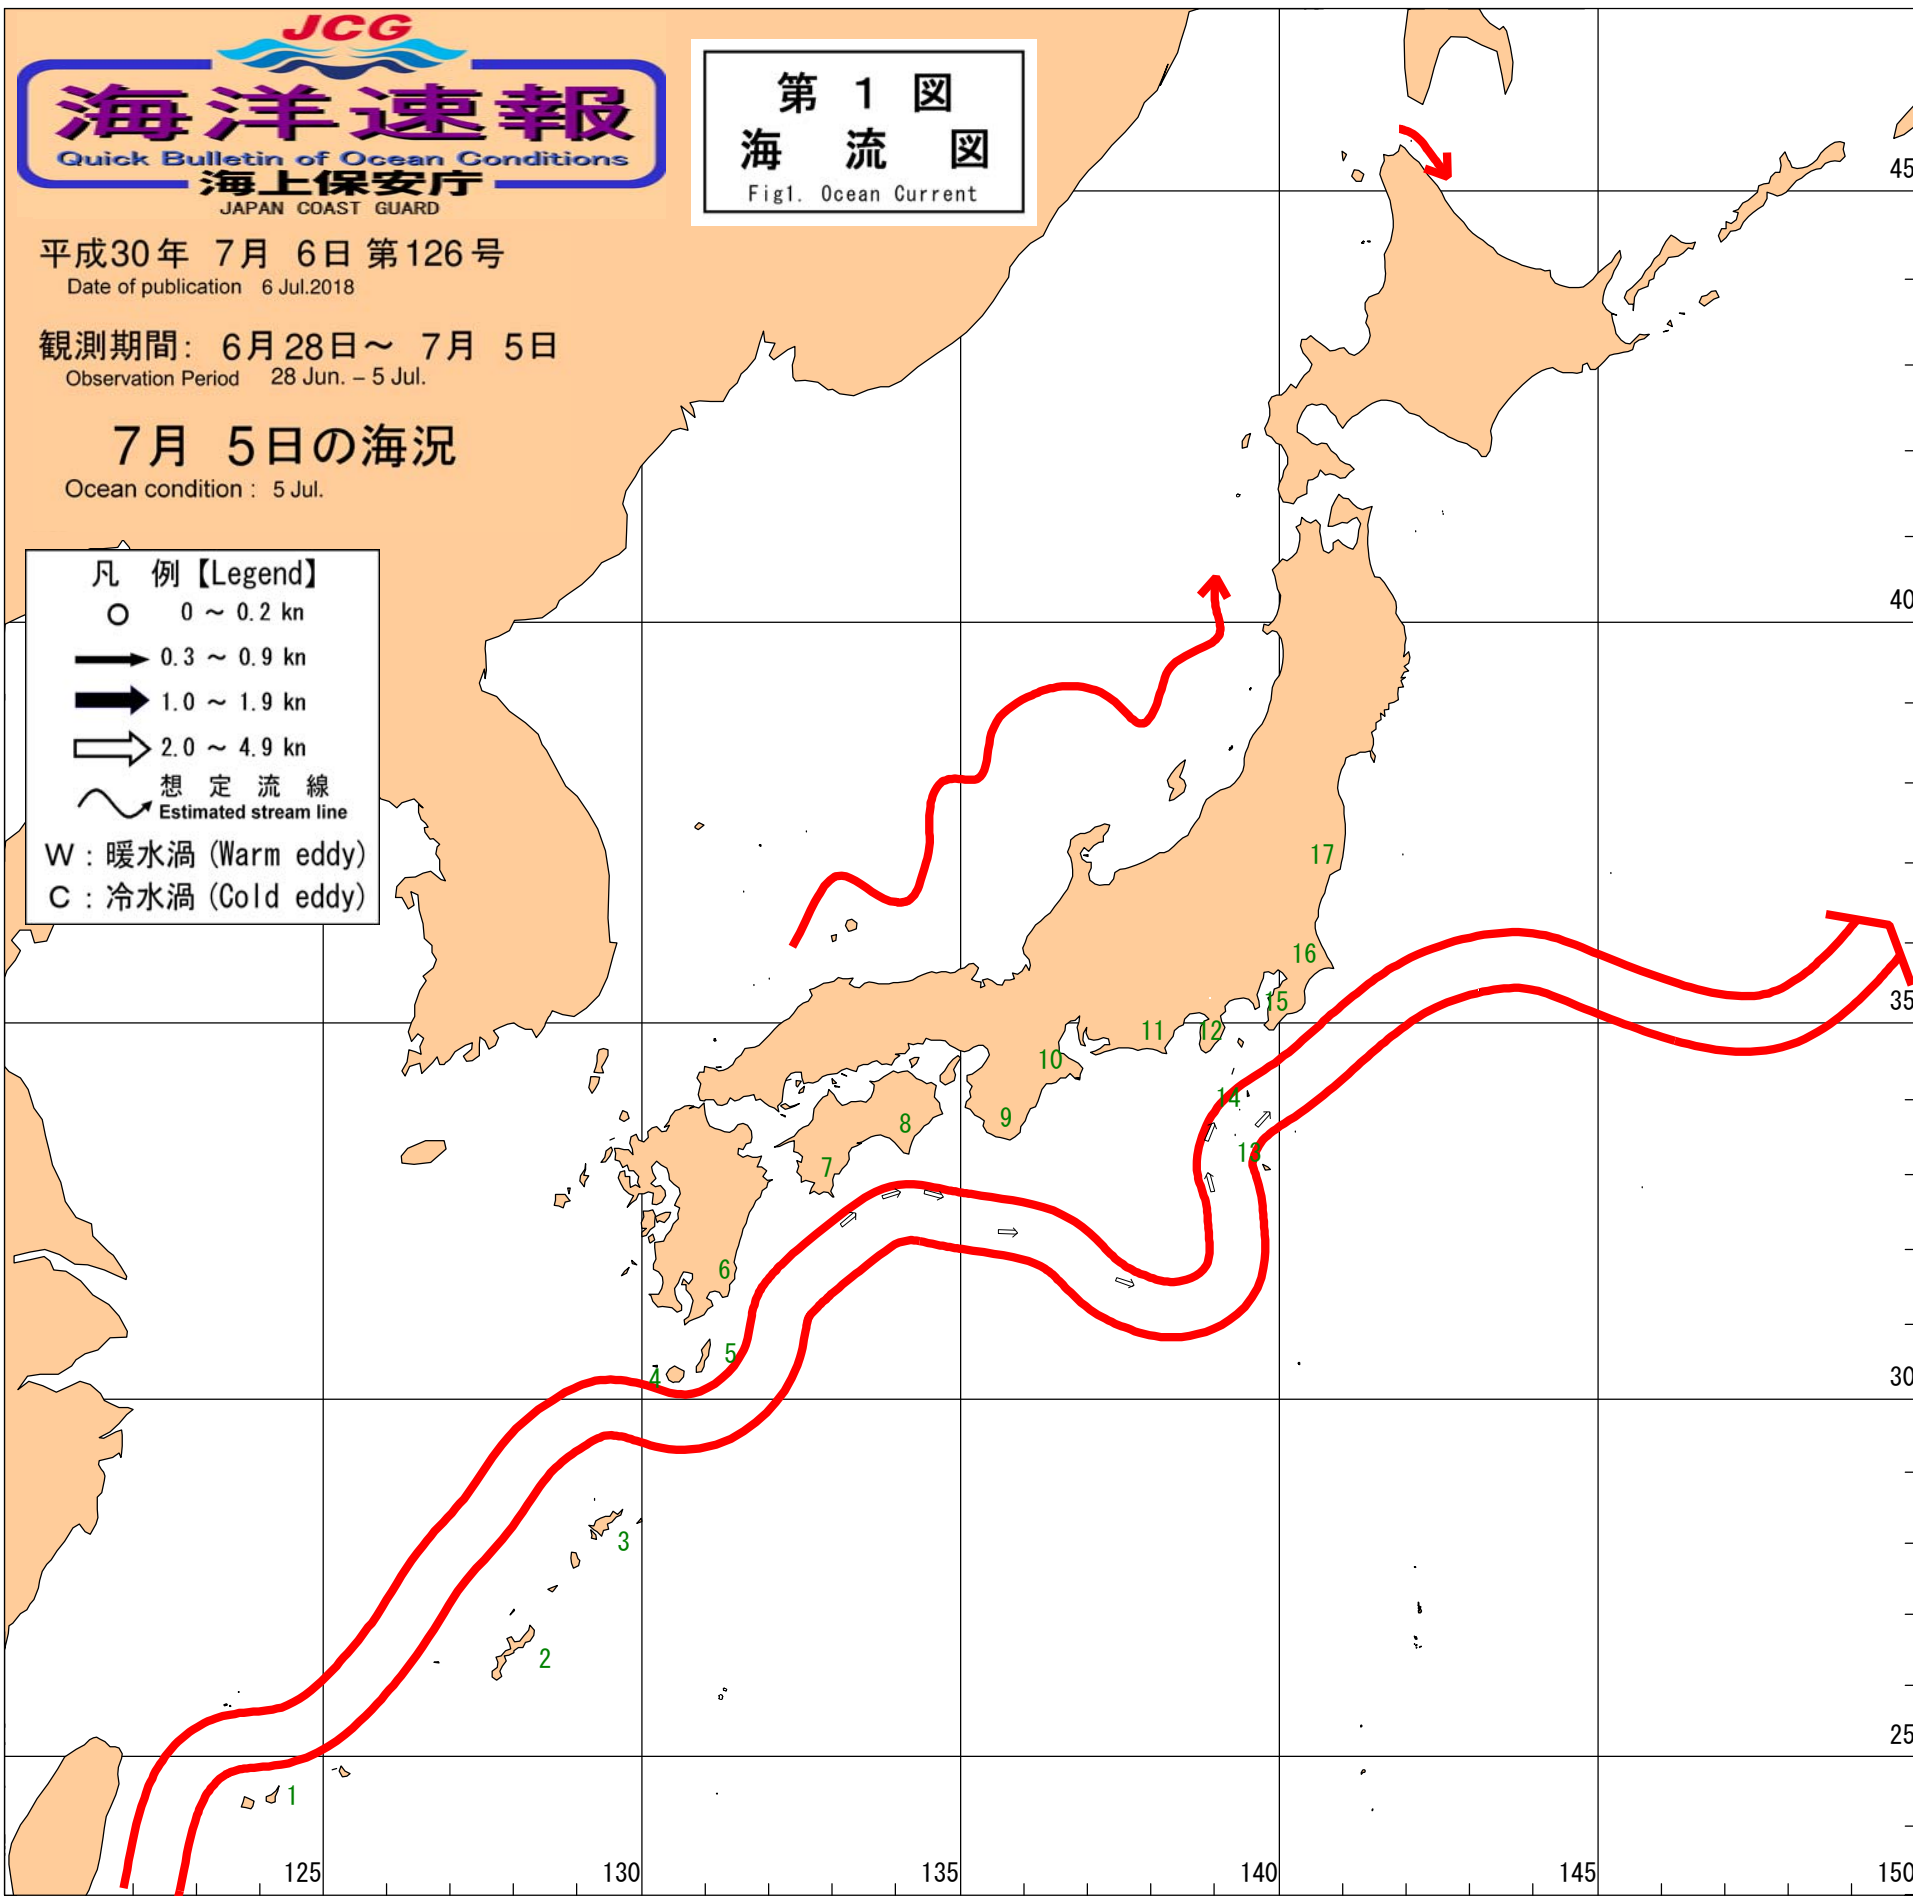 JCG
海洋速報
Quick Bulletin of Ocean Conditions
海上保安庁
JAPAN COAST GUARD
平成30年 7月 6日 第126号
Date of publication 6 Jul.2018
観測期間: 6月28日～ 7月 5日
Observation Period 28 Jun. – 5 Jul.
7月 5日の海況
Ocean condition : 5 Jul.
第 1 図
海 流 図
Fig1. Ocean Current
凡 例【Legend】
0 ～ 0.2 kn
0.3 ～ 0.9 kn
1.0 ～ 1.9 kn
2.0 ～ 4.9 kn
想 定 流 線
Estimated stream line
W : 暖水渦 (Warm eddy)
C : 冷水渦 (Cold eddy)
45
40
35
30
25
17
16
15
14
13
12
11
10
9
8
7
6
5
4
3
2
1
125
130
135
140
145
150